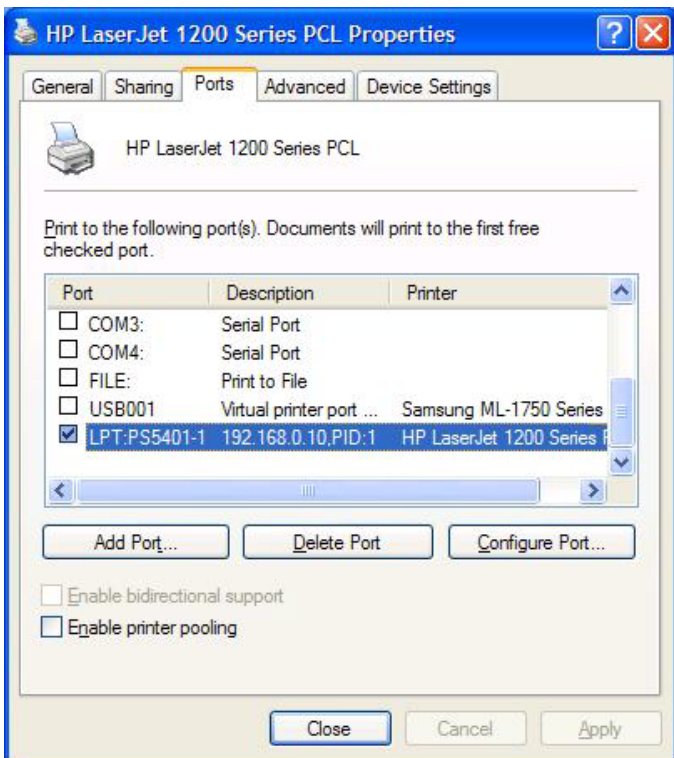 HP LaserJet 1200 Series PCL Properties
General Sharing Ports Advanced Device Settings
HP LaserJet 1200 Series PCL
Print to the following port(s). Documents will print to the first free
checked port.
Port Description Printer
COM3: Serial Port
COM4: Serial Port
FILE: Print to File
USB001 Virtual printer port ... Samsung ML-1750 Series
LPT:PS5401-1 192.168.0.10,PID:1 HP LaserJet 1200 Series
Add Port... Delete Port Configure Port...
Enable bidirectional support
Enable printer pooling
Close Cancel Apply